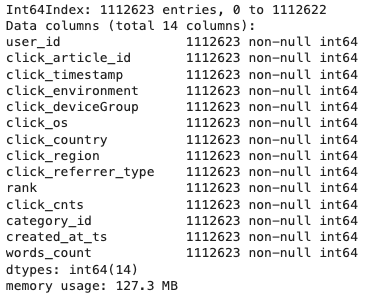 Int64Index: 1112623 entries, 0 to 1112622
Data columns (total 14 columns):
user_id                1112623 non-null int64
click_article_id       1112623 non-null int64
click_timestamp        1112623 non-null int64
click_environment      1112623 non-null int64
click_deviceGroup      1112623 non-null int64
click_os               1112623 non-null int64
click_country          1112623 non-null int64
click_region           1112623 non-null int64
click_referrer_type    1112623 non-null int64
rank                   1112623 non-null int64
click_cnts             1112623 non-null int64
category_id            1112623 non-null int64
created_at_ts          1112623 non-null int64
words_count            1112623 non-null int64
dtypes: int64(14)
memory usage: 127.3 MB